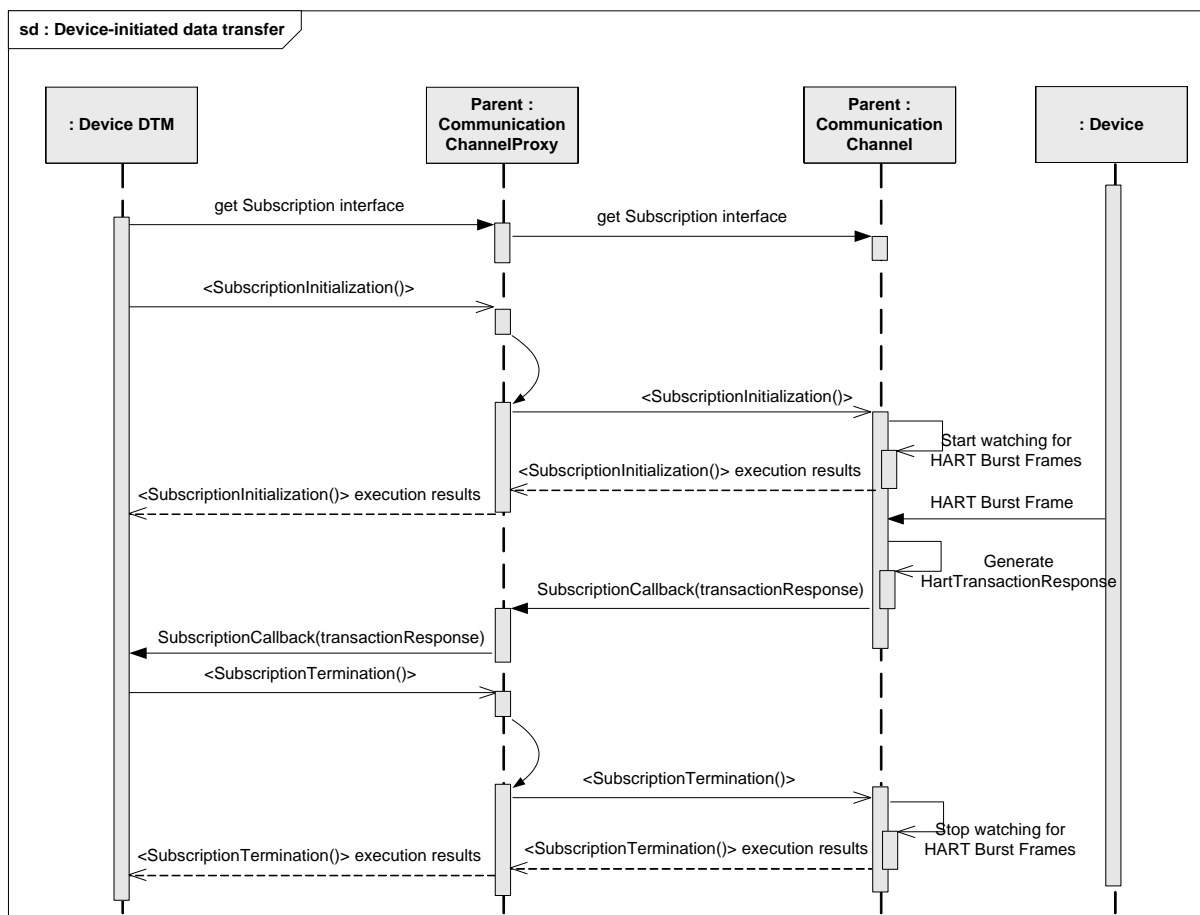 sd : Device-initiated data transfer
: Device DTM
Parent :
Communication
ChannelProxy
Parent :
Communication
Channel
: Device
get Subscription interface
get Subscription interface
<SubscriptionInitialization()>
<SubscriptionInitialization()>
Start watching for
HART Burst Frames
<SubscriptionInitialization()> execution results
<SubscriptionInitialization()> execution results
HART Burst Frame
Generate
HartTransactionResponse
SubscriptionCallback(transactionResponse)
SubscriptionCallback(transactionResponse)
<SubscriptionTermination()>
<SubscriptionTermination()>
Stop watching for
HART Burst Frames
<SubscriptionTermination()> execution results
<SubscriptionTermination()> execution results